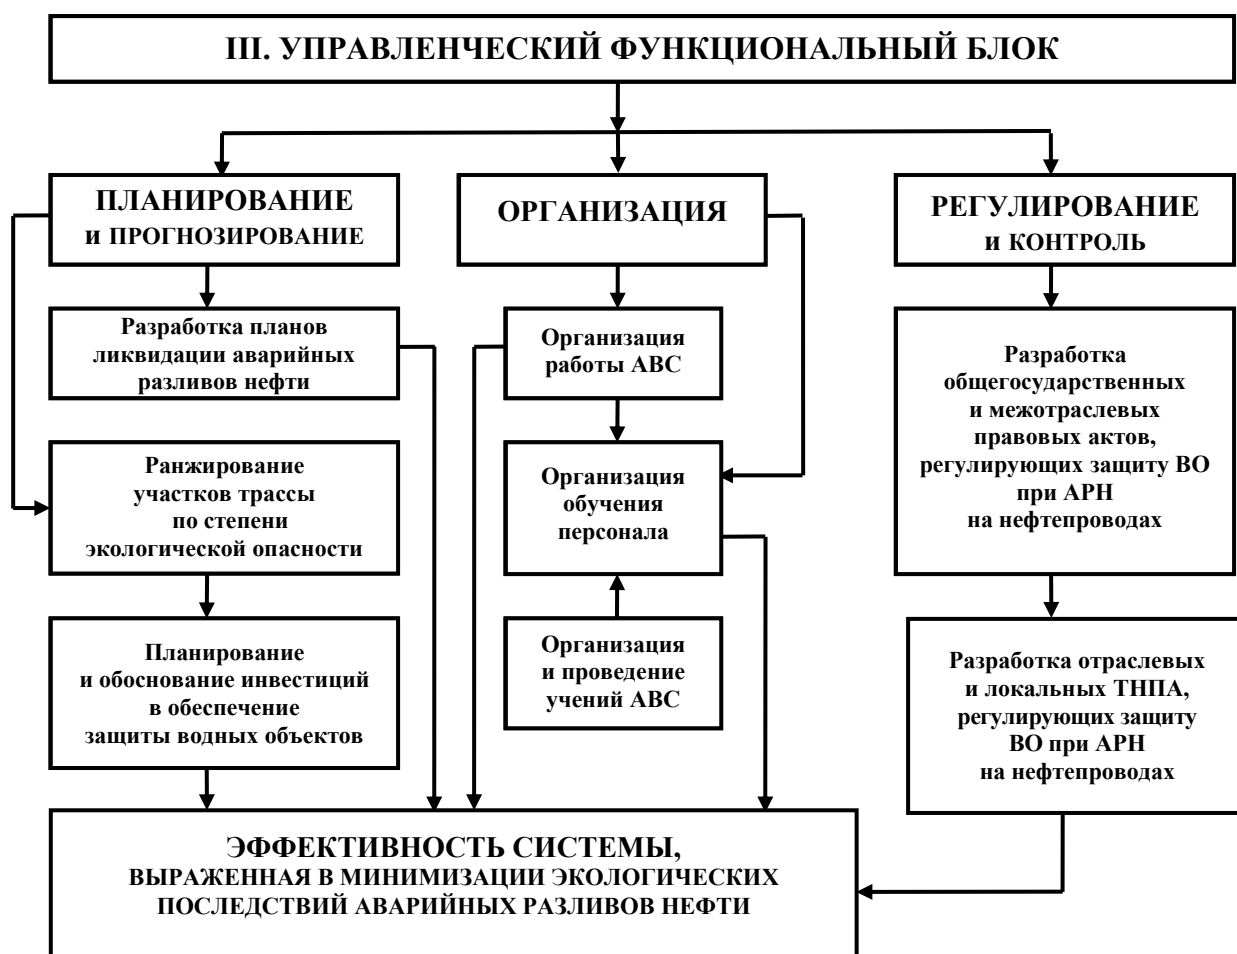 III. УПРАВЛЕНЧЕСКИЙ ФУНКЦИОНАЛЬНЫЙ БЛОК
ПЛАНИРОВАНИЕ
и ПРОГНОЗИРОВАНИЕ
ОРГАНИЗАЦИЯ
РЕГУЛИРОВАНИЕ
и КОНТРОЛЬ
Разработка планов
ликвидации аварийных
разливов нефти
Организация
работы АВС
Разработка
общегосударственных
и межотраслевых
правовых актов,
регулирующих защиту ВО
при АРН
на нефтепроводах
Ранжирование
участков трассы
по степени
экологической опасности
Организация
обучения
персонала
Планирование
и обоснование инвестиций
в обеспечение
защиты водных объектов
Организация
и проведение
учений АВС
Разработка отраслевых
и локальных ТНПА,
регулирующих защиту
ВО при АРН
на нефтепроводах
ЭФФЕКТИВНОСТЬ СИСТЕМЫ,
ВЫРАЖЕННАЯ В МИНИМИЗАЦИИ ЭКОЛОГИЧЕСКИХ
ПОСЛЕДСТВИЙ АВАРИЙНЫХ РАЗЛИВОВ НЕФТИ